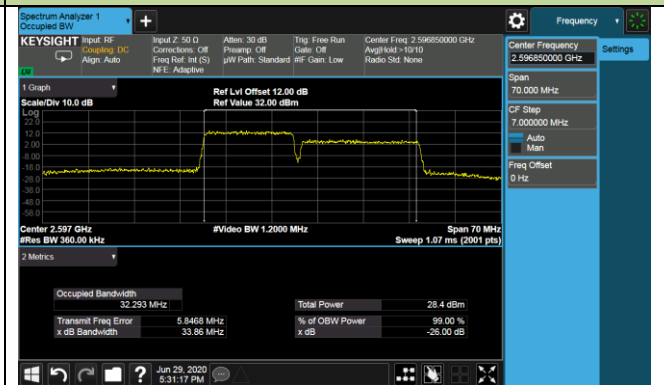 Spectrum Analyzer 1
Occupied BW
Frequency
KEYSIGHT
Input: RF
Coupling: DC
Align: Auto
Input Z: 50 Ω
Corrections: Off
Freq Ref: Int (S)
NFE: Adaptive
Atten: 30 dB
Preamp: Off
µW Path: Standard
Trig: Free Run
Gate: Off
#IF Gain: Low
Center Freq: 2.596850000 GHz
Avg|Hold:>10/10
Radio Std: None
Center Frequency
2.596850000 GHz
Settings
Span
70.000 MHz
CF Step
7.000000 MHz
Auto
Man
Freq Offset
0 Hz
1 Graph
Scale/Div 10.0 dB
Ref Lvl Offset 12.00 dB
Ref Value 32.00 dBm
Log
22.0
12.0
2.00
-8.00
-18.0
-28.0
-38.0
-48.0
-58.0
Center 2.597 GHz
#Video BW 1.2000 MHz
Span 70 MHz
#Res BW 360.00 kHz
Sweep 1.07 ms (2001 pts)
2 Metrics
Occupied Bandwidth
32.293 MHz
Total Power
28.4 dBm
Transmit Freq Error
5.8468 MHz
% of OBW Power
99.00 %
x dB Bandwidth
33.86 MHz
x dB
-26.00 dB
?
Jun 29, 2020
5:31:17 PM